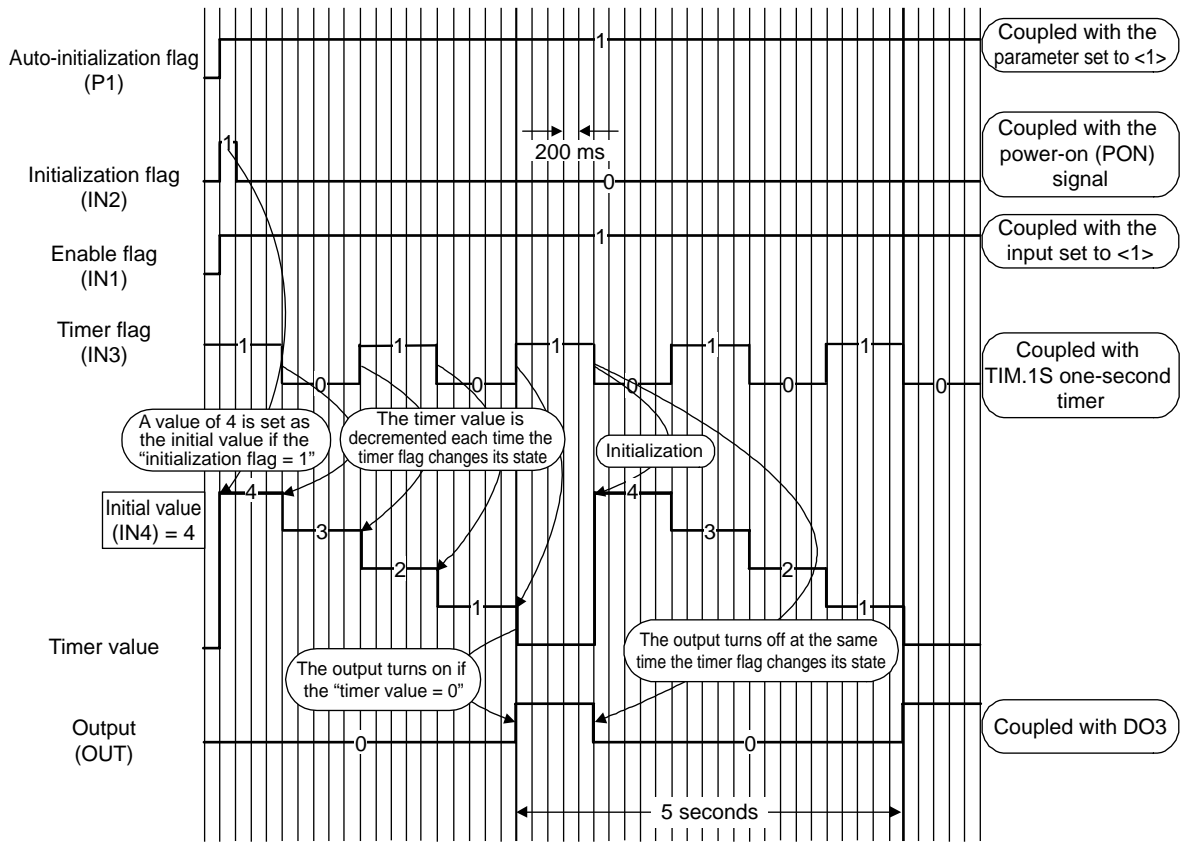 Auto-initialization flag
(P1)
1
Coupled with the
parameter set to <1>
200 ms
Initialization flag
(IN2)
1
0
Coupled with the
power-on (PON)
signal
Enable flag
(IN1)
1
Coupled with the
input set to <1>
Timer flag
(IN3)
1
0
1
0
1
0
1
0
1
0
Coupled with
TIM.1S one-second
timer
A value of 4 is set as
the initial value if the
“initialization flag = 1”
The timer value is
decremented each time the
timer flag changes its state
Initialization
Initial value
(IN4) = 4
4
3
2
1
4
3
2
1
Timer value
The output turns on if
the “timer value = 0”
The output turns off at the same
time the timer flag changes its state
Output
(OUT)
0
0
Coupled with DO3
5 seconds